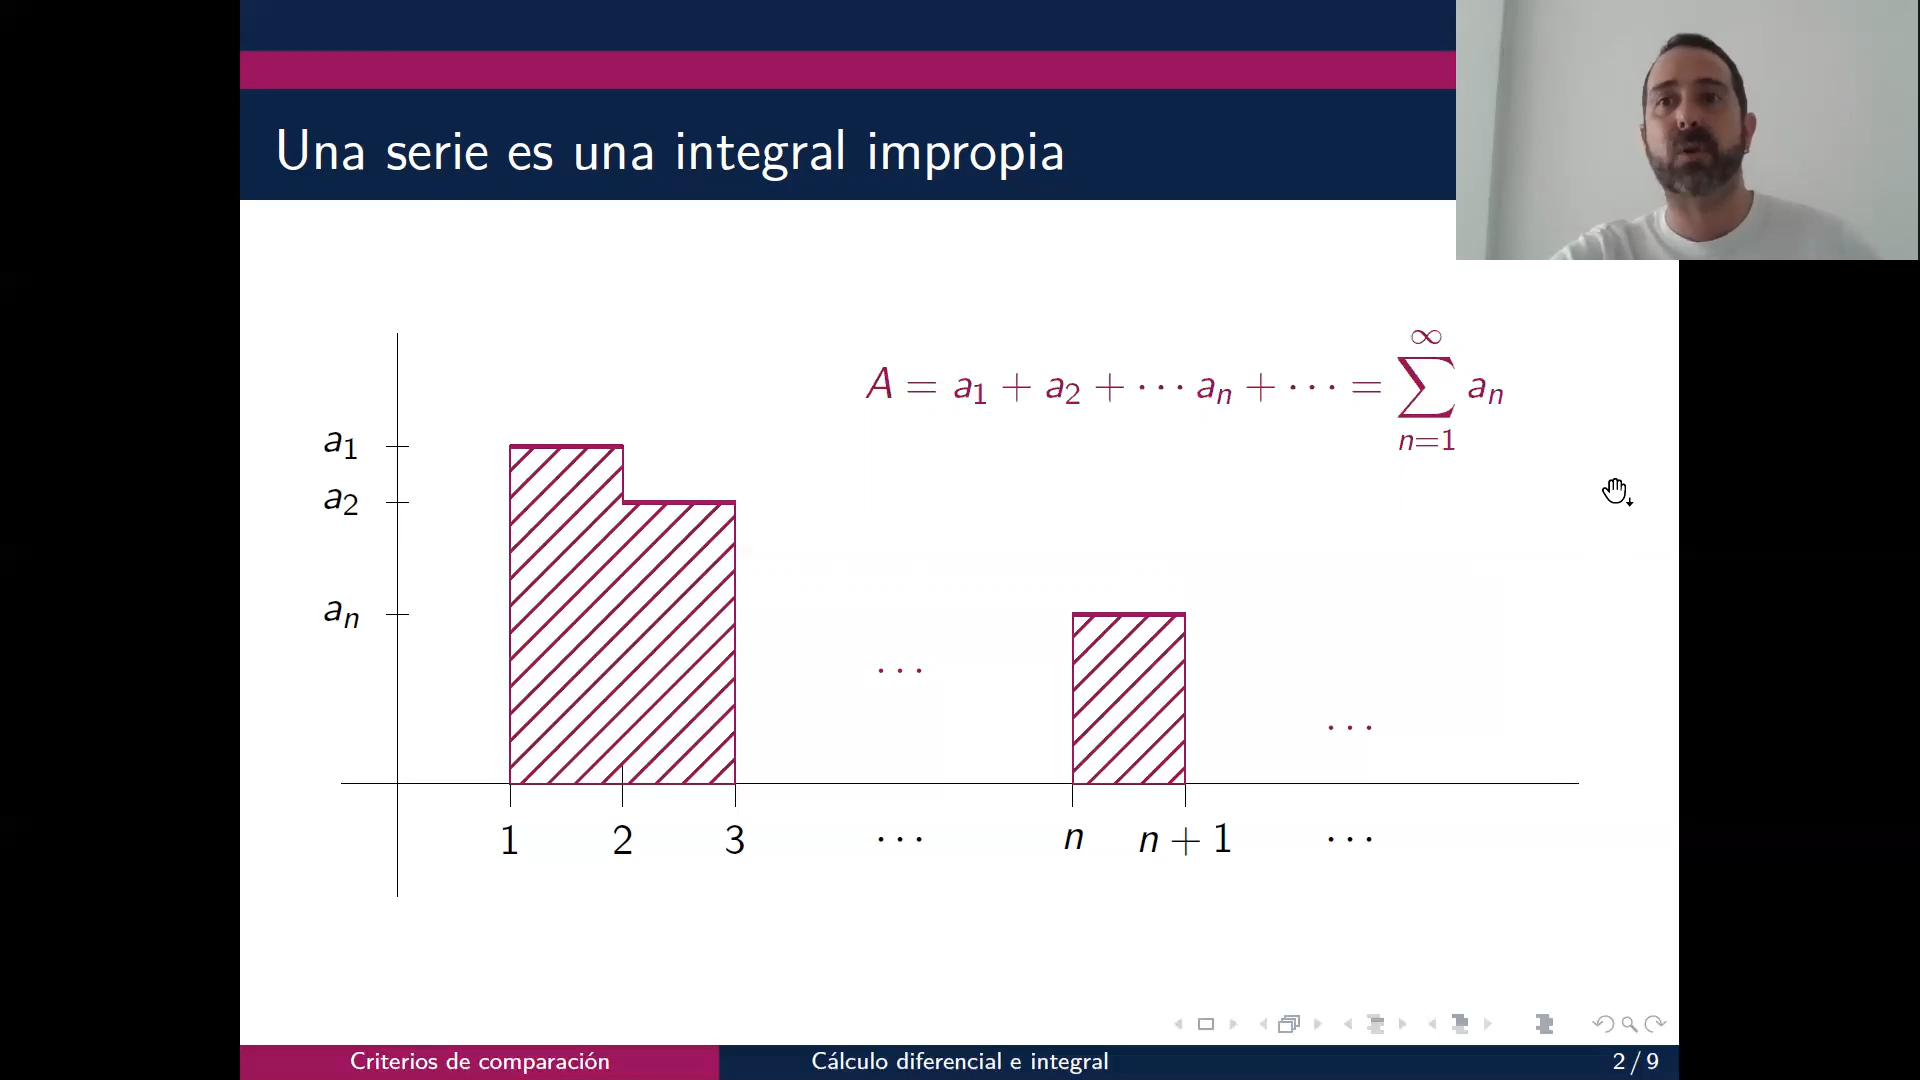 Una serie es una integral impropia
A = a₁ + a₂ + ··· aₙ + ··· = ∑_{n=1}^{∞} aₙ
a₁
a₂
aₙ
···
···
1 2 3 ··· n n + 1 ···
Criterios de comparación Cálculo diferencial e integral 2 / 9